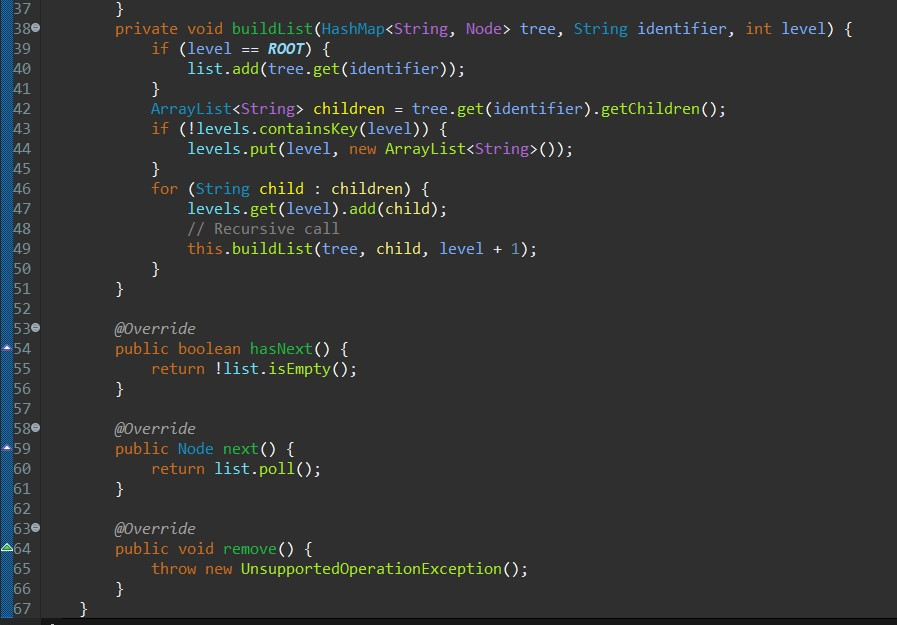 37        }
38        private void buildList(HashMap<String, Node> tree, String identifier, int level) {
39            if (level == ROOT) {
40                list.add(tree.get(identifier));
41            }
42            ArrayList<String> children = tree.get(identifier).getChildren();
43            if (!levels.containsKey(level)) {
44                levels.put(level, new ArrayList<String>());
45            }
46            for (String child : children) {
47                levels.get(level).add(child);
48                // Recursive call
49                this.buildList(tree, child, level + 1);
50            }
51        }
52
53        @Override
54        public boolean hasNext() {
55            return !list.isEmpty();
56        }
57
58        @Override
59        public Node next() {
60            return list.poll();
61        }
62
63        @Override
64        public void remove() {
65            throw new UnsupportedOperationException();
66        }
67    }